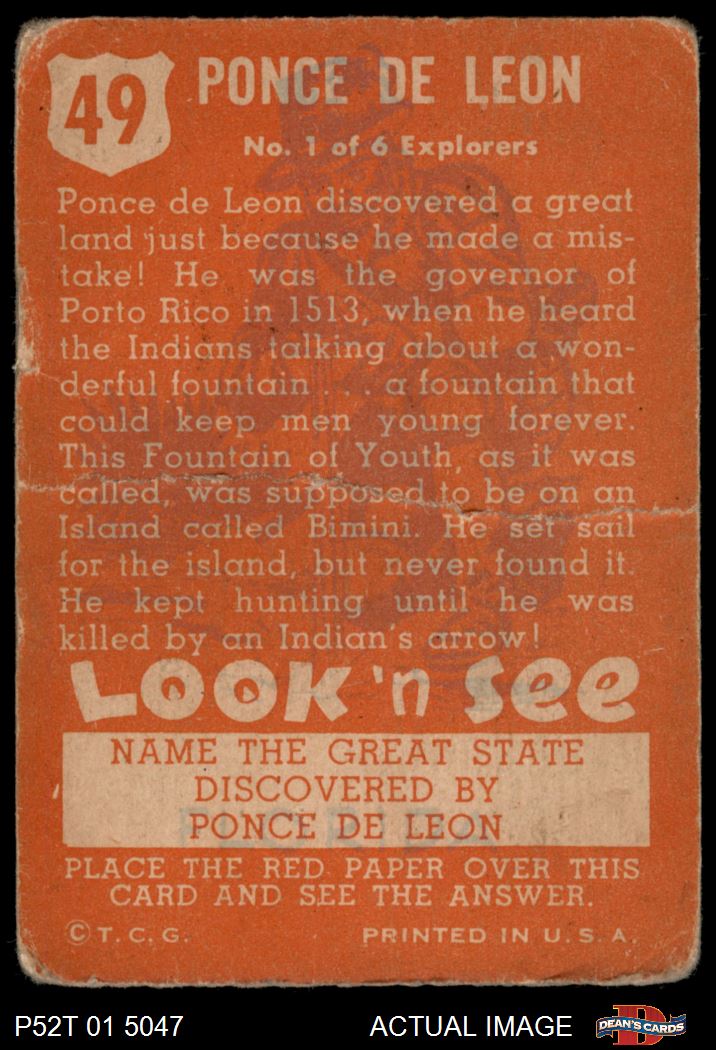 49
PONCE DE LEON
No. 1 of 6 Explorers
Ponce de Leon discovered a great
land just because he made a mis-
take! He was the governor of
Porto Rico in 1513, when he heard
the Indians talking about a won-
derful fountain . . . a fountain that
could keep men young forever.
This Fountain of Youth, as it was
called, was supposed to be on an
Island called Bimini. He set sail
for the island, but never found it.
He kept hunting until he was
killed by an Indian's arrow!
LOOK 'n SEE
NAME THE GREAT STATE
DISCOVERED BY
PONCE DE LEON
FLORIDA
PLACE THE RED PAPER OVER THIS
CARD AND SEE THE ANSWER.
© T. C. G. PRINTED IN U. S. A.
P52T 01 5047 ACTUAL IMAGE DEAN'S CARDS